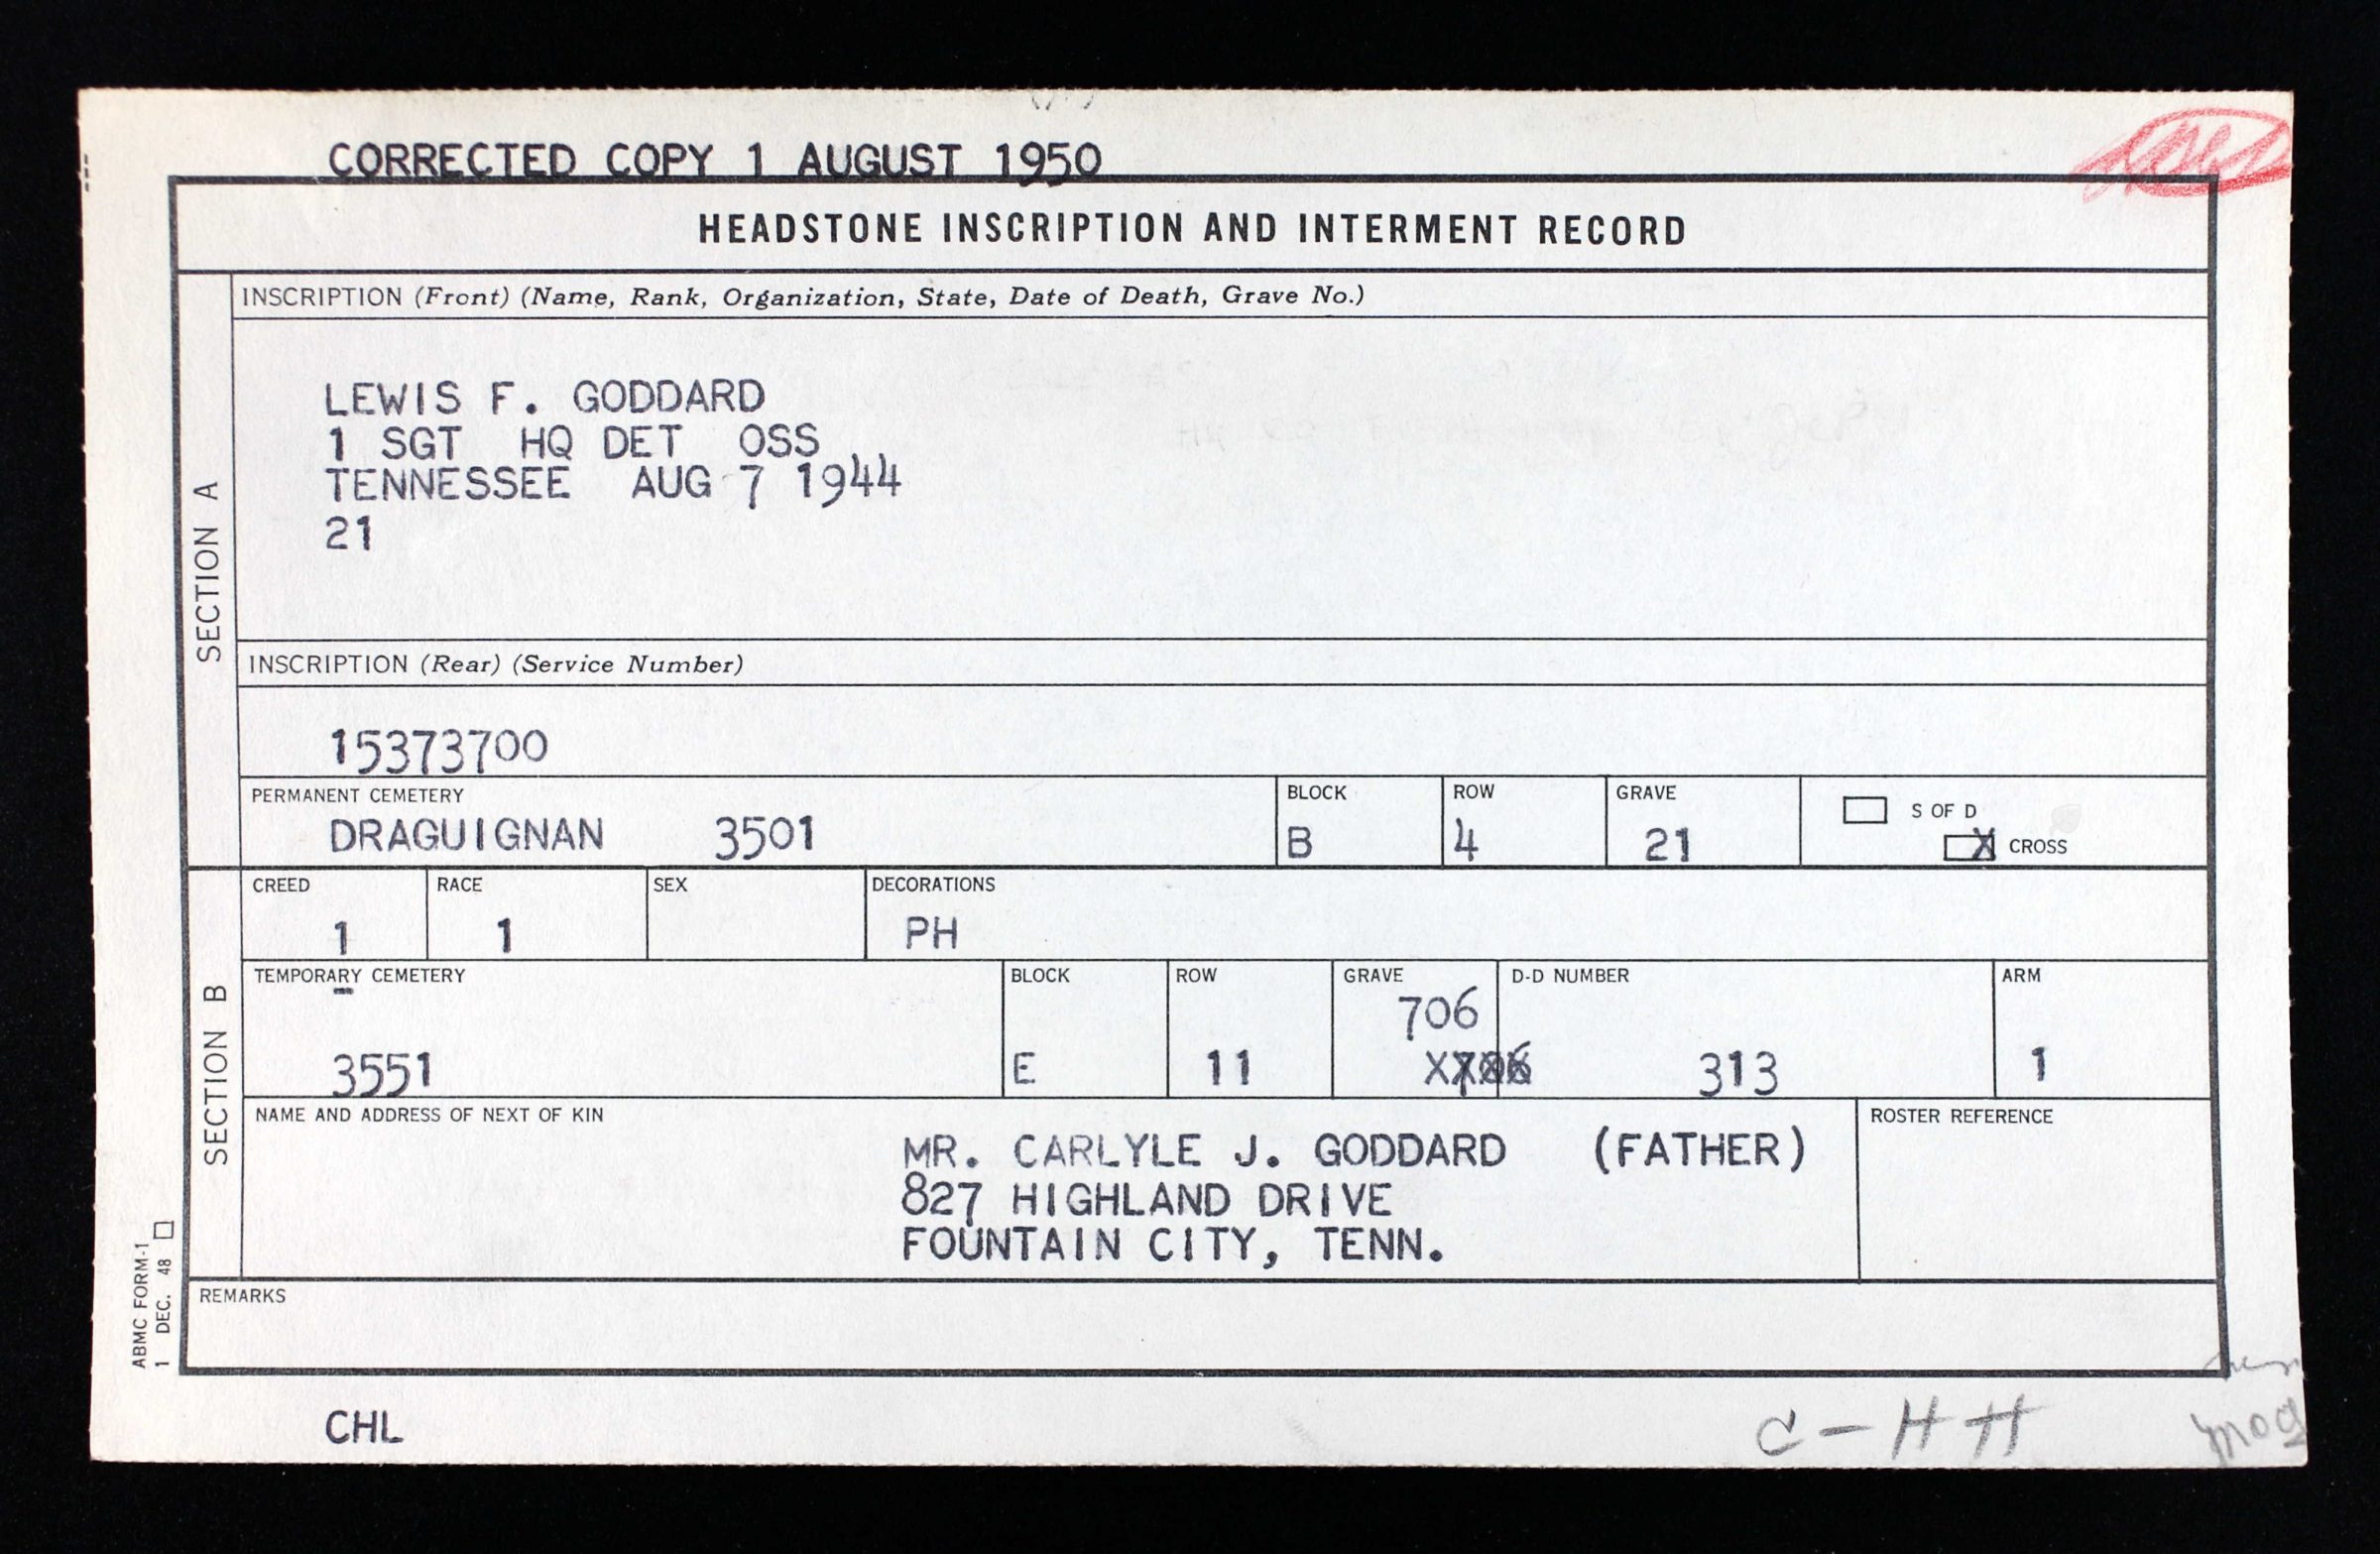 CORRECTED COPY 1 AUGUST 1950
HEADSTONE INSCRIPTION AND INTERMENT RECORD
SECTION A
INSCRIPTION (Front) (Name, Rank, Organization, State, Date of Death, Grave No.)
LEWIS F. GODDARD
1 SGT HQ DET OSS
TENNESSEE AUG 7 1944
21
INSCRIPTION (Rear) (Service Number)
15373700
PERMANENT CEMETERY BLOCK ROW GRAVE S OF D
DRAGUIGNAN 3501 B 4 21 X CROSS
SECTION B
CREED RACE SEX DECORATIONS
1 1 PH
TEMPORARY CEMETERY BLOCK ROW GRAVE D-D NUMBER ARM
706
3551 E 11 313 1
NAME AND ADDRESS OF NEXT OF KIN ROSTER REFERENCE
MR. CARLYLE J. GODDARD (FATHER)
827 HIGHLAND DRIVE
FOUNTAIN CITY, TENN.
REMARKS
ABMC FORM-1
1 DEC. 48
CHL
C-HH